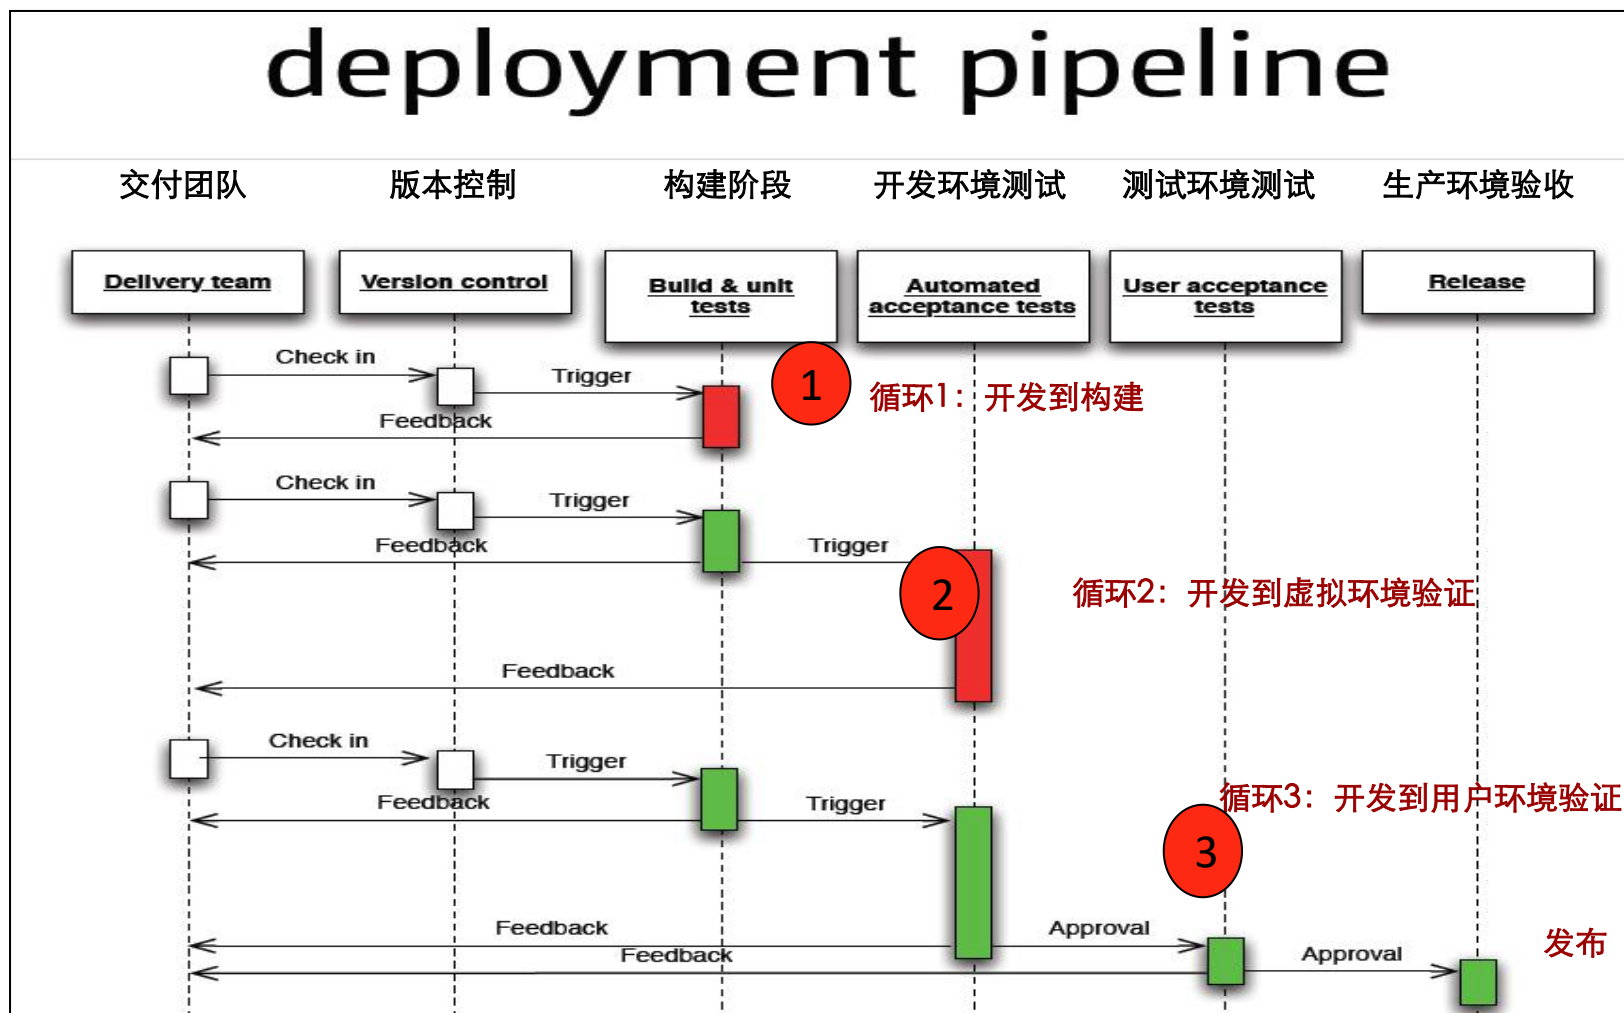 deployment pipeline
交付团队
版本控制
构建阶段
开发环境测试
测试环境测试
生产环境验收
Delivery team
Version control
Build & unit
tests
Automated
acceptance tests
User acceptance
tests
Release
Check in
Trigger
1
循环1：开发到构建
Feedback
Check in
Trigger
Feedback
Trigger
2
循环2：开发到虚拟环境验证
Feedback
Check in
Trigger
Feedback
Trigger
循环3：开发到用户环境验证
3
Feedback
Approval
发布
Feedback
Approval